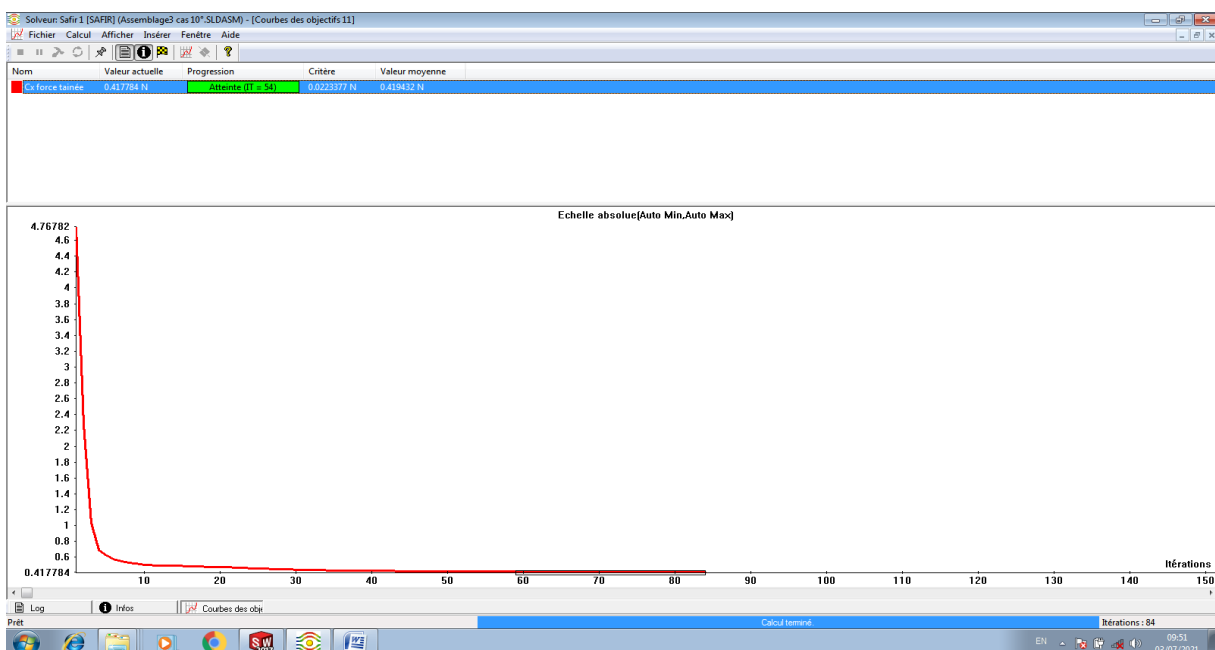 Solveur: Safir1 [SAFIR] (Assemblage3 cas 10°.SLDASM) - [Courbes des objectifs 11]
Fichier Calcul Afficher Insérer Fenêtre Aide
Nom Valeur actuelle Progression Critère Valeur moyenne
Cx force tainée 0.417784 N Atteinte (IT = 54) 0.0223377 N 0.419432 N
Echelle absolue(Auto Min,Auto Max)
4.76782
4.6
4.4
4.2
4
3.8
3.6
3.4
3.2
3
2.8
2.6
2.4
2.2
2
1.8
1.6
1.4
1.2
1
0.8
0.6
0.417784
Itérations
10 20 30 40 50 60 70 80 90 100 110 120 130 140 150
Log Infos Courbes des obje
Prêt Calcul terminé. Itérations : 84
EN 09:51
03/07/2021